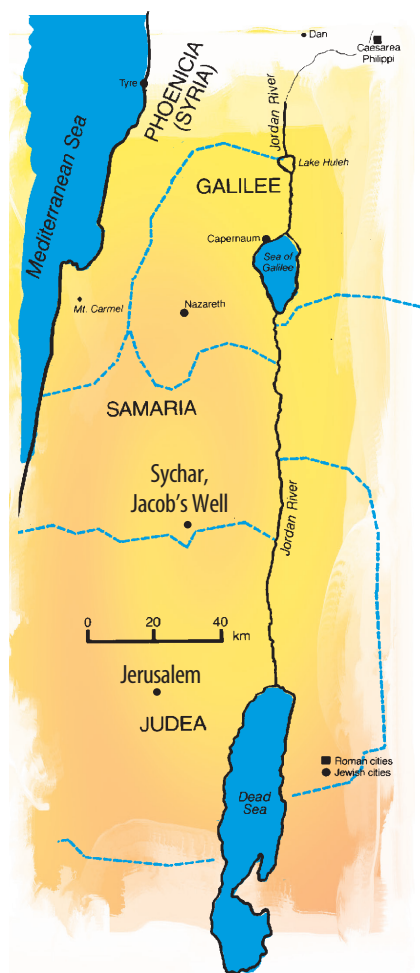 Dan
Caesarea
Philippi
Tyre
PHOENICIA
(SYRIA)
Jordan River
Mediterranean Sea
Lake Huleh
GALILEE
Capernaum
Sea of
Galilee
Mt. Carmel
Nazareth
SAMARIA
Sychar,
Jacob's Well
Jordan River
0 20 40
km
Jerusalem
JUDEA
Roman cities
Jewish cities
Dead
Sea